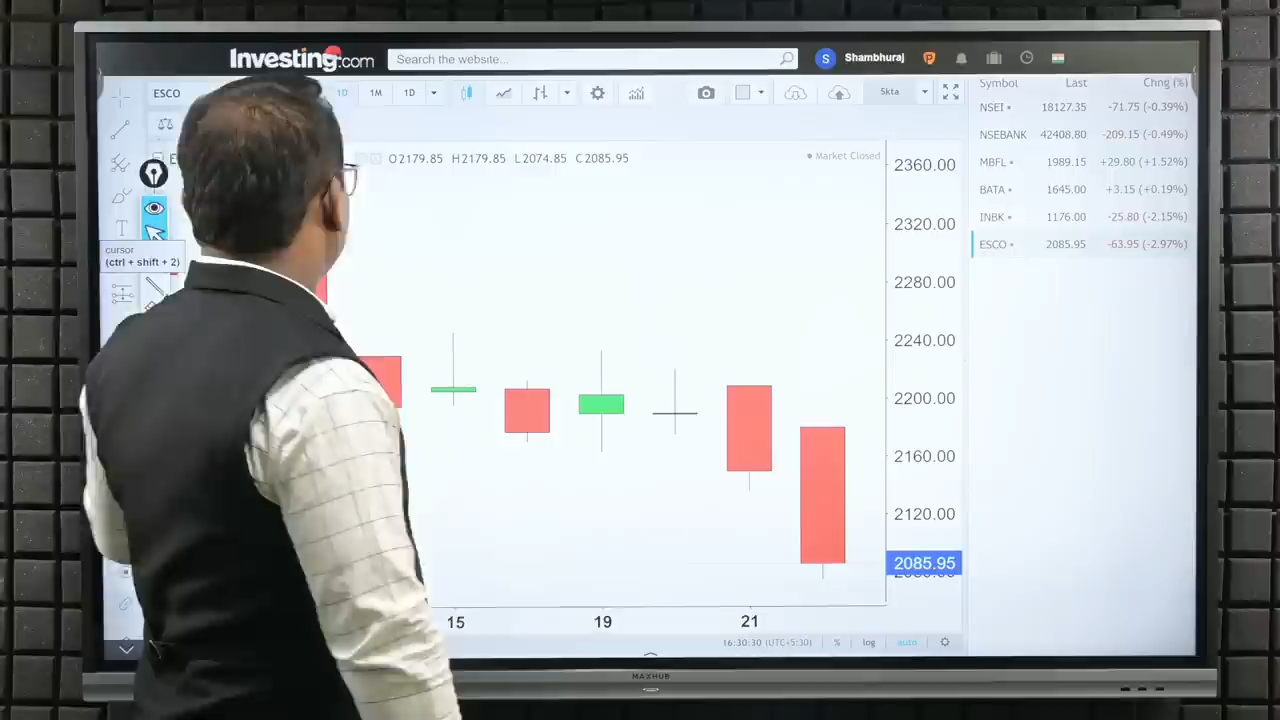 Investing.com
Search the website...
S
Shambhuraj
ESCO
1D
1M
1D
5kta
O2179.85 H2179.85 L2074.85 C2085.95
Market Closed
cursor
(ctrl + shift + 2)
2360.00
2320.00
2280.00
2240.00
2200.00
2160.00
2120.00
2085.95
15
19
21
16:30:30 (UTC+5:30)
%
log
auto
Symbol Last Chng (%)
NSEI 18127.35 -71.75 (-0.39%)
NSEBANK 42408.80 -209.15 (-0.49%)
MBFL 1989.15 +29.80 (+1.52%)
BATA 1645.00 +3.15 (+0.19%)
INBK 1176.00 -25.80 (-2.15%)
ESCO 2085.95 -63.95 (-2.97%)
MAXHUB